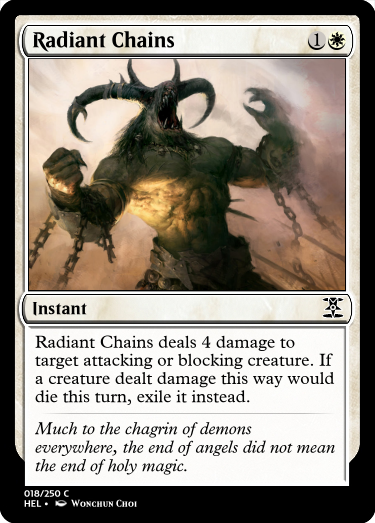 Radiant Chains 1
Instant
Radiant Chains deals 4 damage to
target attacking or blocking creature. If
a creature dealt damage this way would
die this turn, exile it instead.
Much to the chagrin of demons
everywhere, the end of angels did not mean
the end of holy magic.
018/250 C
HEL • Wonchun Choi